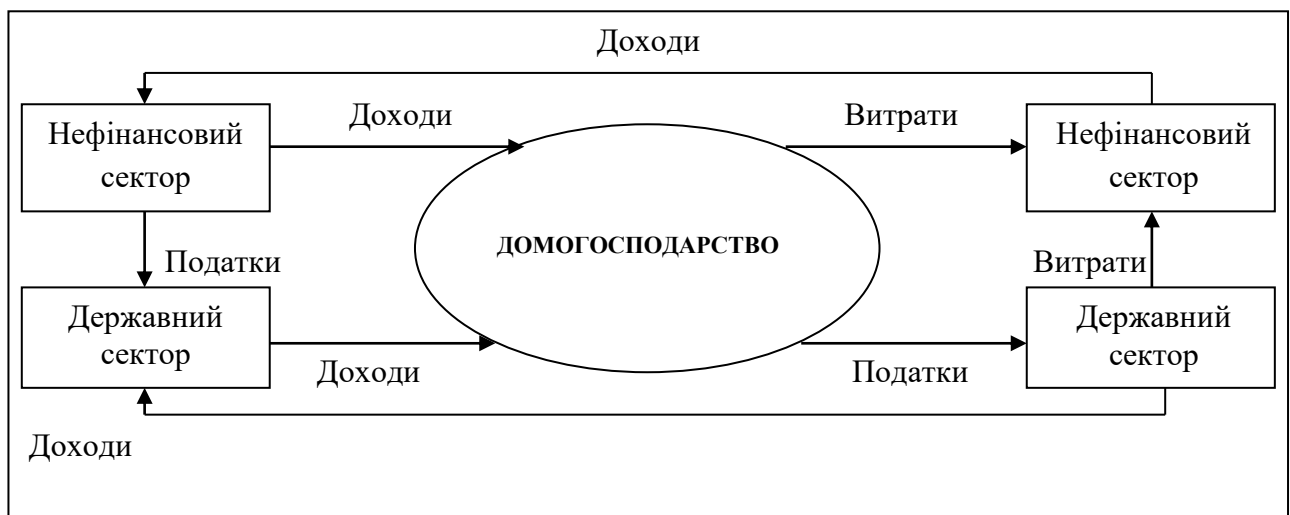 Доходи
Нефінансовий
сектор
Доходи
Витрати
Нефінансовий
сектор
ДОМОГОСПОДАРСТВО
Податки
Витрати
Державний
сектор
Доходи
Податки
Державний
сектор
Доходи